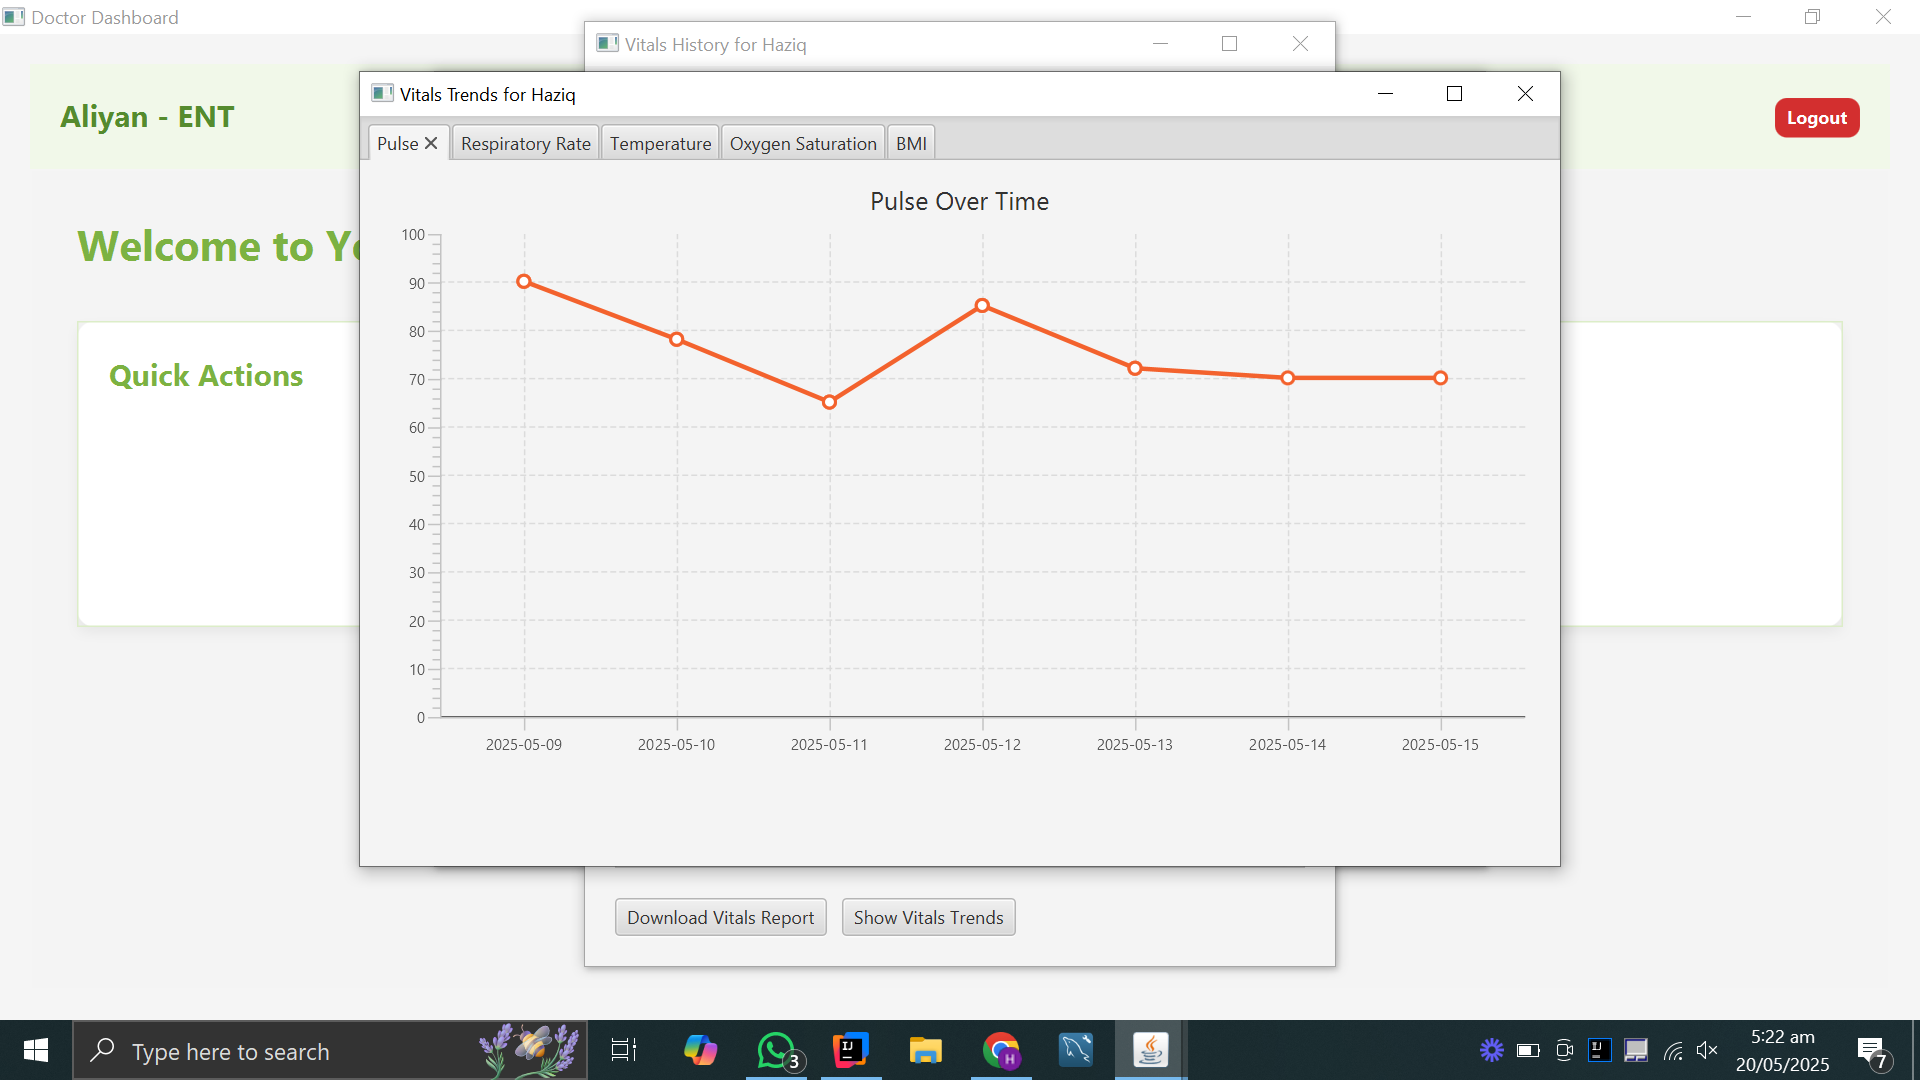 Doctor Dashboard
Vitals History for Haziq
Vitals Trends for Haziq
Aliyan - ENT
Logout
Pulse
Respiratory Rate
Temperature
Oxygen Saturation
BMI
Welcome to Yo
Quick Actions
Pulse Over Time
100
90
80
70
60
50
40
30
20
10
0
2025-05-09
2025-05-10
2025-05-11
2025-05-12
2025-05-13
2025-05-14
2025-05-15
Download Vitals Report
Show Vitals Trends
Type here to search
3
IJ
H
IJ
5:22 am
20/05/2025
7